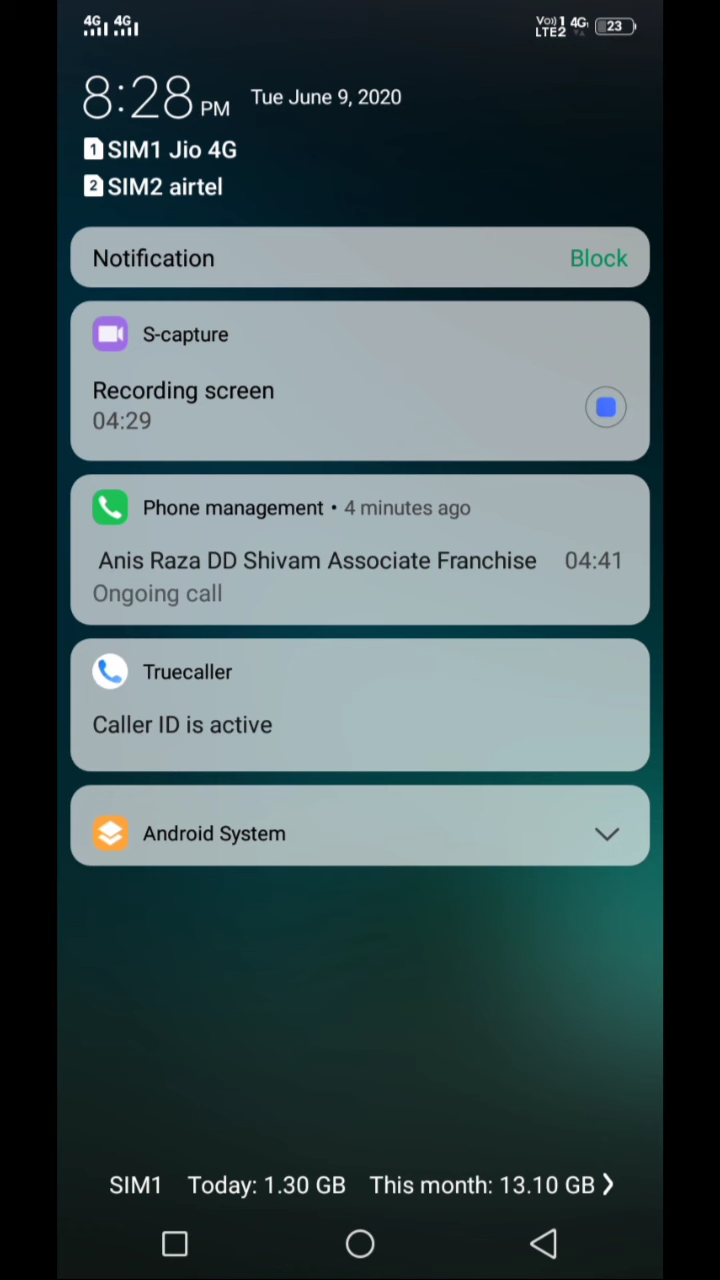 4G 4G VoLTE2 1 4G 23
8:28 PM Tue June 9, 2020
1 SIM1 Jio 4G
2 SIM2 airtel
Notification Block
S-capture
Recording screen
04:29
Phone management • 4 minutes ago
Anis Raza DD Shivam Associate Franchise 04:41
Ongoing call
Truecaller
Caller ID is active
Android System
SIM1 Today: 1.30 GB This month: 13.10 GB